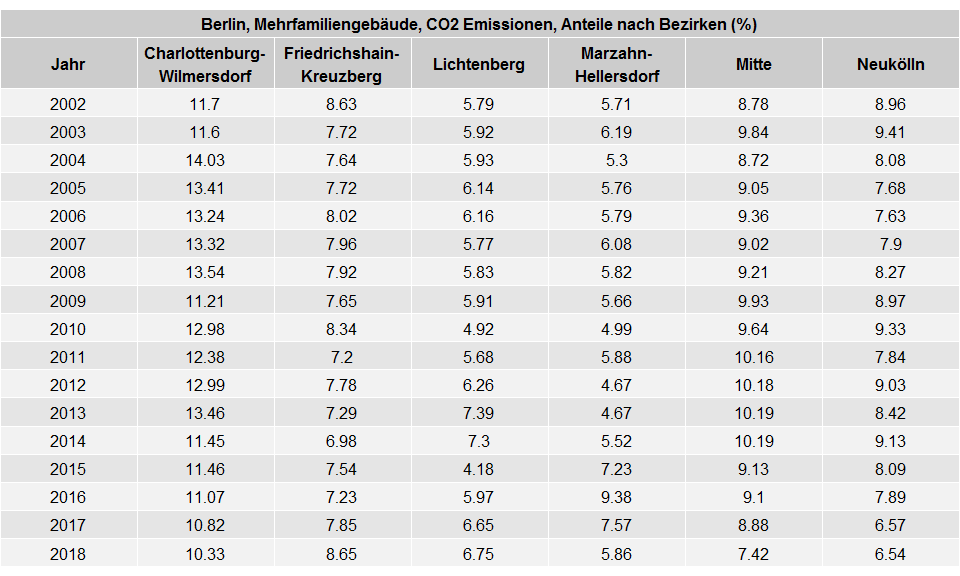 Berlin, Mehrfamiliengebäude, CO2 Emissionen, Anteile nach Bezirken (%)
Jahr Charlottenburg-Wilmersdorf Friedrichshain-Kreuzberg Lichtenberg Marzahn-Hellersdorf Mitte Neukölln
2002 11.7 8.63 5.79 5.71 8.78 8.96
2003 11.6 7.72 5.92 6.19 9.84 9.41
2004 14.03 7.64 5.93 5.3 8.72 8.08
2005 13.41 7.72 6.14 5.76 9.05 7.68
2006 13.24 8.02 6.16 5.79 9.36 7.63
2007 13.32 7.96 5.77 6.08 9.02 7.9
2008 13.54 7.92 5.83 5.82 9.21 8.27
2009 11.21 7.65 5.91 5.66 9.93 8.97
2010 12.98 8.34 4.92 4.99 9.64 9.33
2011 12.38 7.2 5.68 5.88 10.16 7.84
2012 12.99 7.78 6.26 4.67 10.18 9.03
2013 13.46 7.29 7.39 4.67 10.19 8.42
2014 11.45 6.98 7.3 5.52 10.19 9.13
2015 11.46 7.54 4.18 7.23 9.13 8.09
2016 11.07 7.23 5.97 9.38 9.1 7.89
2017 10.82 7.85 6.65 7.57 8.88 6.57
2018 10.33 8.65 6.75 5.86 7.42 6.54